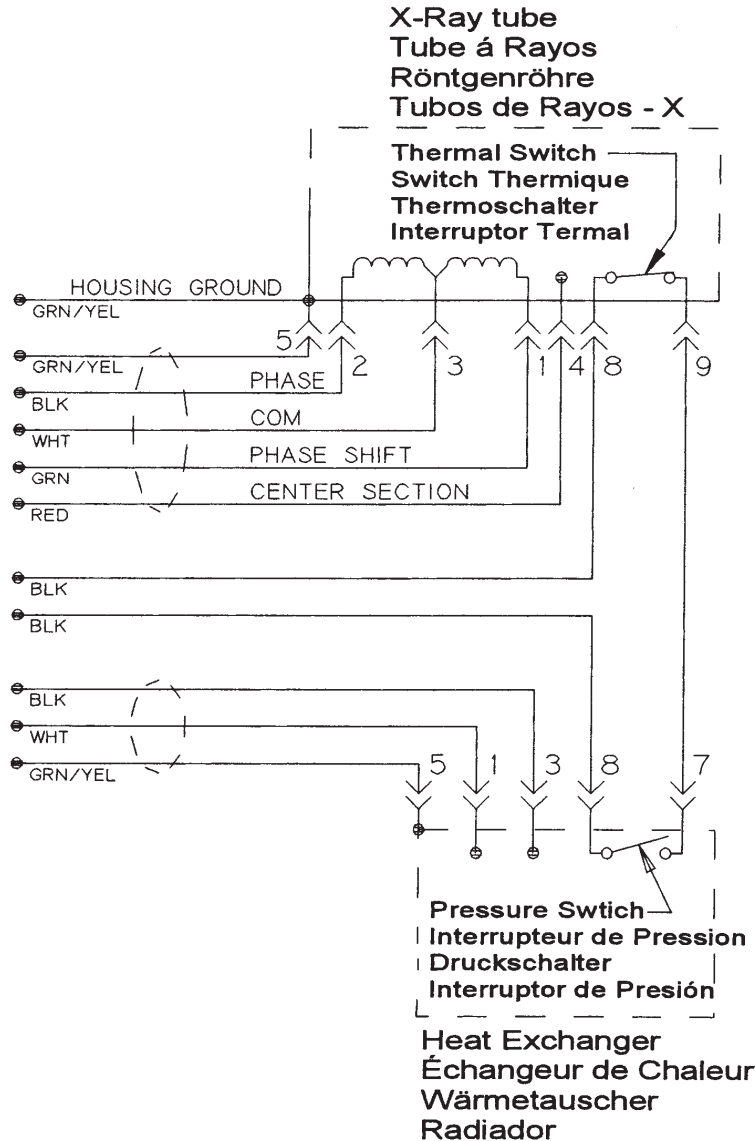 X-Ray tube
Tube á Rayos
Röntgenröhre
Tubos de Rayos - X
Thermal Switch
Switch Thermique
Thermoschalter
Interruptor Termal
HOUSING GROUND
GRN/YEL
5 2 3 1 4 8 9
GRN/YEL
PHASE
BLK
COM
WHT
PHASE SHIFT
GRN
CENTER SECTION
RED
BLK
BLK
BLK
WHT
GRN/YEL
5 1 3 8 7
Pressure Swtich
Interrupteur de Pression
Druckschalter
Interruptor de Presión
Heat Exchanger
Échangeur de Chaleur
Wärmetauscher
Radiador